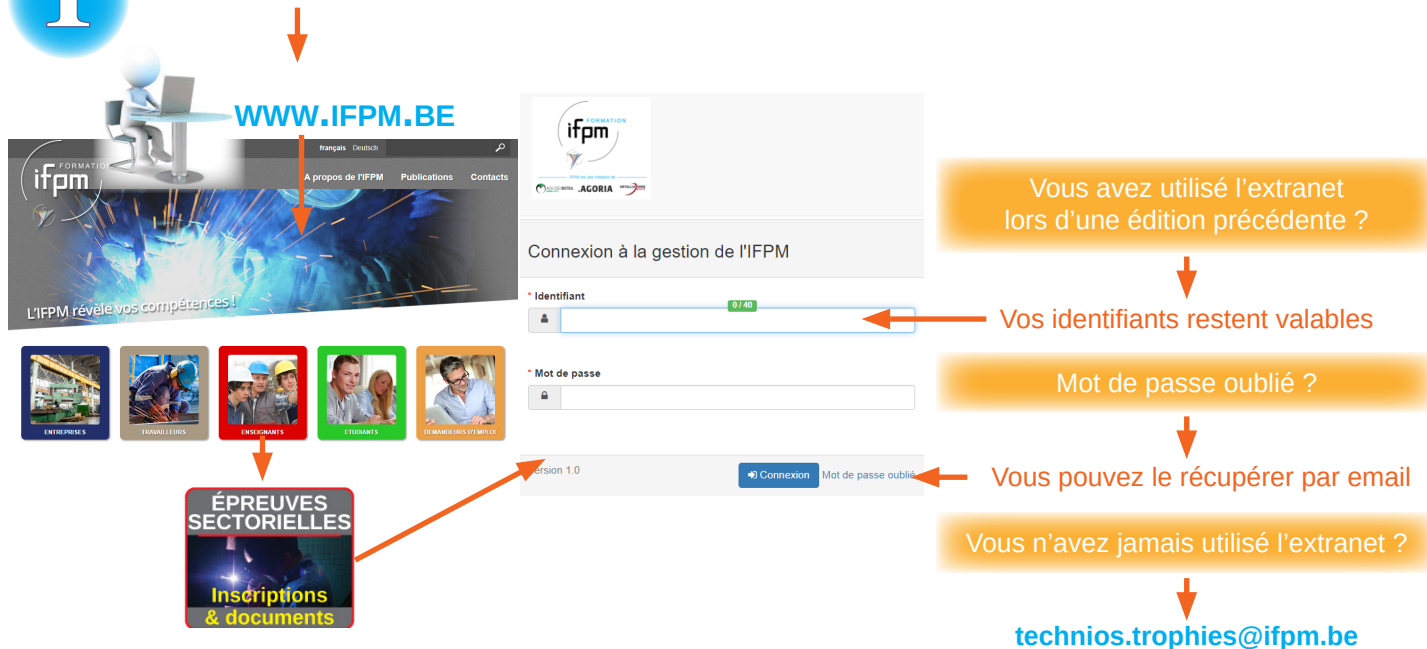 1
WWW.IFPM.BE
français Deutsch
FORMATION
ifpm
A propos de l'IFPM Publications Contacts
L'IFPM révèle vos compétences !
ENTREPRISES
TRAVAILLEURS
ENSEIGNANTS
ETUDIANTS
DEMANDEURS D'EMPLOI
ÉPREUVES
SECTORIELLES
Inscriptions
& documents
FORMATION
ifpm
AGORIA
Connexion à la gestion de l'IFPM
* Identifiant
0 / 40
* Mot de passe
Version 1.0
Connexion Mot de passe oublié
Vous avez utilisé l'extranet
lors d'une édition précédente ?
Vos identifiants restent valables
Mot de passe oublié ?
Vous pouvez le récupérer par email
Vous n'avez jamais utilisé l'extranet ?
technios.trophies@ifpm.be